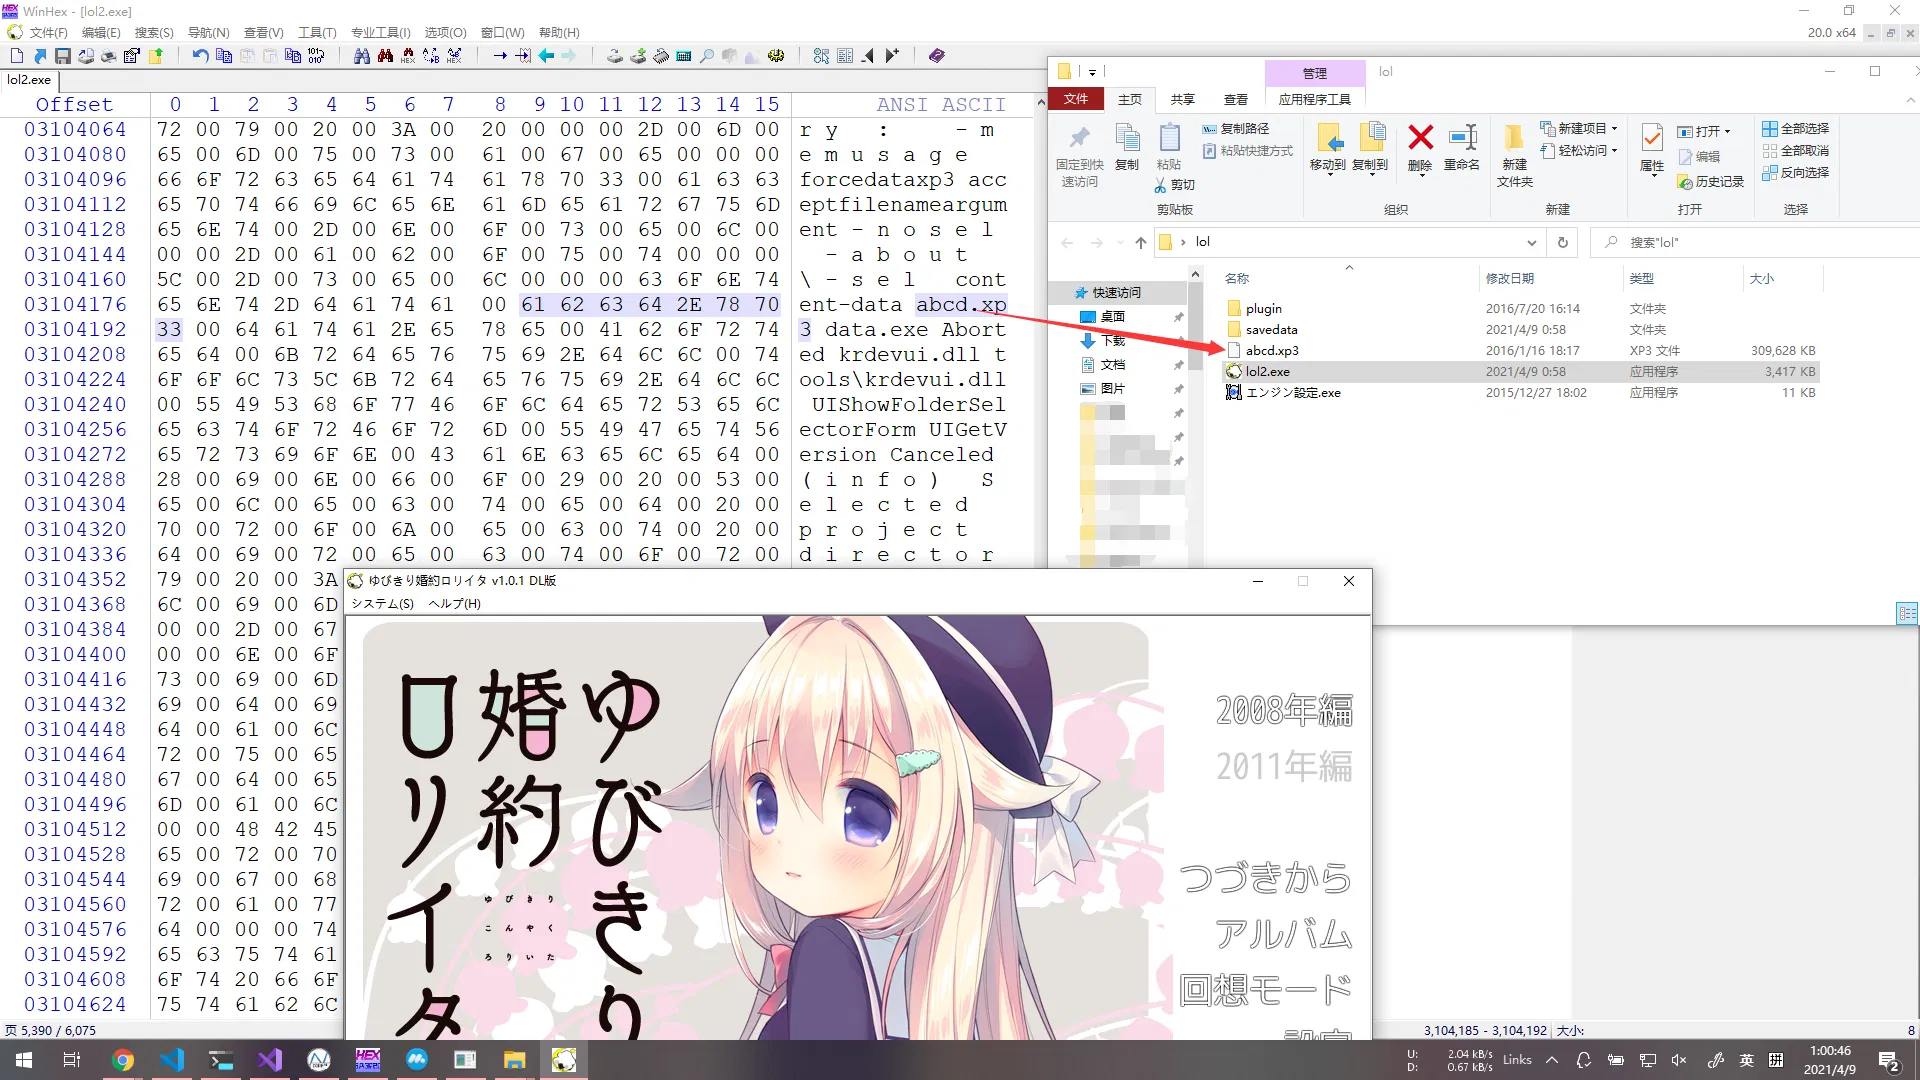 WinHex - [lol2.exe]
文件(F) 编辑(E) 搜索(S) 导航(N) 查看(V) 工具(T) 专业工具(I) 选项(O) 窗口(W) 帮助(H)
20.0 x64
lol2.exe
Offset 0 1 2 3 4 5 6 7 8 9 10 11 12 13 14 15 ANSI ASCII
03104064 72 00 79 00 20 00 3A 00 20 00 00 00 2D 00 6D 00 r y : - m
03104080 65 00 6D 00 75 00 73 00 61 00 67 00 65 00 00 00 e m u s a g e
03104096 66 6F 72 63 65 64 61 74 61 78 70 33 00 61 63 63 forcedataxp3 acc
03104112 65 70 74 66 69 6C 65 6E 61 6D 65 61 72 67 75 6D eptfilenameargum
03104128 65 6E 74 00 2D 00 6E 00 6F 00 73 00 65 00 6C 00 ent - n o s e l
03104144 00 00 2D 00 61 00 62 00 6F 00 75 00 74 00 00 00 - a b o u t
03104160 5C 00 2D 00 73 00 65 00 6C 00 00 00 63 6F 6E 74 \ - s e l cont
03104176 65 6E 74 2D 64 61 74 61 00 61 62 63 64 2E 78 70 ent-data abcd.xp
03104192 33 00 64 61 74 61 2E 65 78 65 00 41 62 6F 72 74 3 data.exe Abort
03104208 65 64 00 6B 72 64 65 76 75 69 2E 64 6C 6C 00 74 ed krdevui.dll t
03104224 6F 6F 6C 73 5C 6B 72 64 65 76 75 69 2E 64 6C 6C ools\krdevui.dll
03104240 00 55 49 53 68 6F 77 46 6F 6C 64 65 72 53 65 6C UIShowFolderSel
03104256 65 63 74 6F 72 46 6F 72 6D 00 55 49 47 65 74 56 ectorForm UIGetV
03104272 65 72 73 69 6F 6E 00 43 61 6E 63 65 6C 65 64 00 ersion Canceled
03104288 28 00 69 00 6E 00 66 00 6F 00 29 00 20 00 53 00 ( i n f o ) S
03104304 65 00 6C 00 65 00 63 00 74 00 65 00 64 00 20 00 e l e c t e d
03104320 70 00 72 00 6F 00 6A 00 65 00 63 00 74 00 20 00 p r o j e c t
03104336 64 00 69 00 72 00 65 00 63 00 74 00 6F 00 72 00 d i r e c t o r
03104352 79 00 20 00 3A
03104368 6C 00 69 00 6D
03104384 00 00 2D 00 67
03104400 00 00 6E 00 6F
03104416 73 00 69 00 6D
03104432 69 00 64 00 69
03104448 64 00 61 00 6C
03104464 72 00 75 00 65
03104480 67 00 64 00 65
03104496 6D 00 61 00 6C
03104512 00 00 48 42 45
03104528 65 00 72 00 70
03104544 69 00 67 00 68
03104560 72 00 61 00 77
03104576 64 00 00 00 74
03104592 65 63 75 74 61
03104608 6F 74 20 66 6F
03104624 75 74 61 62 6C
页 5,390 / 6,075
3,104,185 - 3,104,192 大小: 8
管理 lol
文件 主页 共享 查看 应用程序工具
固定到快速访问
复制
粘贴
复制路径
粘贴快捷方式
剪切
剪贴板
移动到 复制到 删除 重命名
组织
新建文件夹
新建项目
轻松访问
新建
属性
打开
编辑
历史记录
打开
全部选择
全部取消
反向选择
选择
lol
搜索"lol"
快速访问
桌面
下载
文档
图片
名称 修改日期 类型 大小
plugin 2016/7/20 16:14 文件夹
savedata 2021/4/9 0:58 文件夹
abcd.xp3 2016/1/16 18:17 XP3 文件 309,628 KB
lol2.exe 2021/4/9 0:58 应用程序 3,417 KB
エンジン設定.exe 2015/12/27 18:02 应用程序 11 KB
ゆびきり婚約ロリイタ v1.0.1 DL版
システム(S) ヘルプ(H)
ゆびきり
婚約
ロリイタ
ゆびきり
こんやく
ろりいた
2008年編
2011年編
つづきから
アルバム
回想モード
設定
U: 2.04 kB/s
D: 0.67 kB/s
Links
英
拼
1:00:46
2021/4/9
2